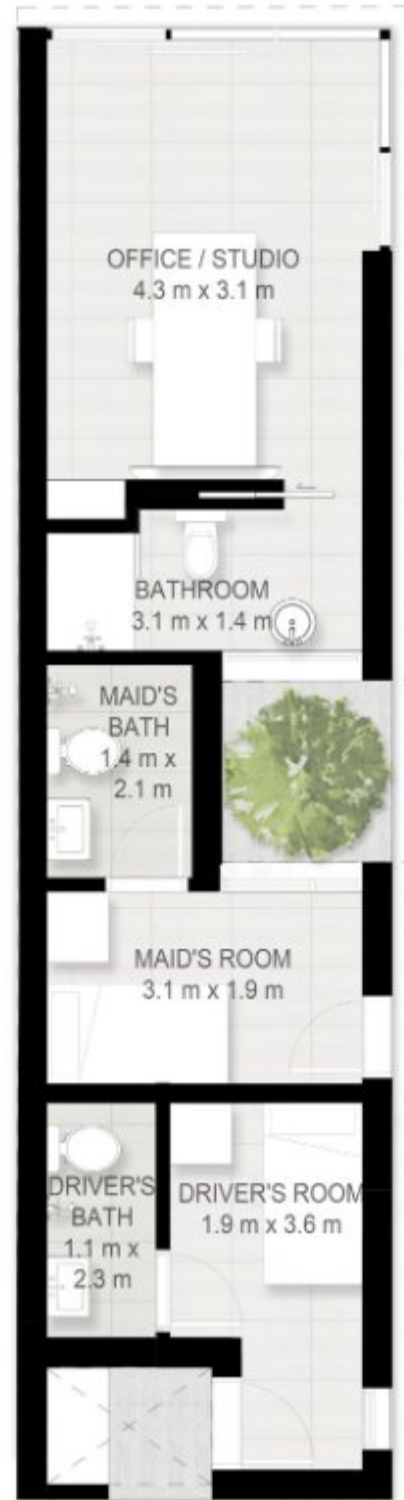 OFFICE / STUDIO
4.3 m x 3.1 m
BATHROOM
3.1 m x 1.4 m
MAID'S
BATH
1.4 m x
2.1 m
MAID'S ROOM
3.1 m x 1.9 m
DRIVER'S
BATH
1.1 m x
2.3 m
DRIVER'S ROOM
1.9 m x 3.6 m